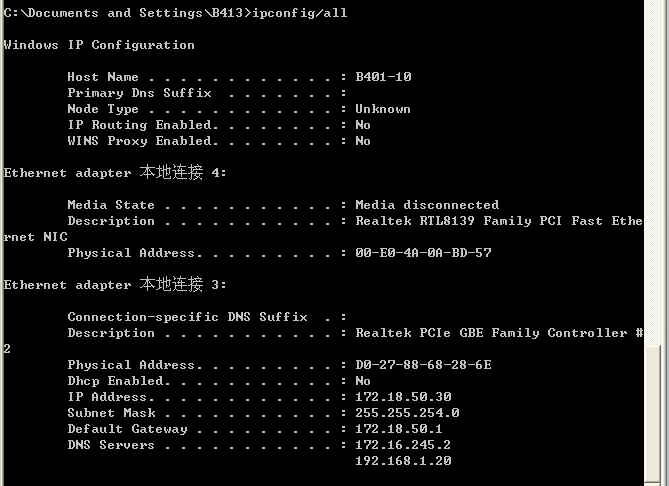 C:\Documents and Settings\B413>ipconfig/all
Windows IP Configuration
Host Name . . . . . . . . . . . . : B401-10
Primary Dns Suffix  . . . . . . . :
Node Type . . . . . . . . . . . . : Unknown
IP Routing Enabled. . . . . . . . : No
WINS Proxy Enabled. . . . . . . . : No
Ethernet adapter 本地连接 4:
Media State . . . . . . . . . . . : Media disconnected
Description . . . . . . . . . . . : Realtek RTL8139 Family PCI Fast Ethe
rnet NIC
Physical Address. . . . . . . . . : 00-E0-4A-0A-BD-57
Ethernet adapter 本地连接 3:
Connection-specific DNS Suffix  . :
Description . . . . . . . . . . . : Realtek PCIe GBE Family Controller #
2
Physical Address. . . . . . . . . : D0-27-88-68-28-6E
Dhcp Enabled. . . . . . . . . . . : No
IP Address. . . . . . . . . . . . : 172.18.50.30
Subnet Mask . . . . . . . . . . . : 255.255.254.0
Default Gateway . . . . . . . . . : 172.18.50.1
DNS Servers . . . . . . . . . . . : 172.16.245.2
192.168.1.20